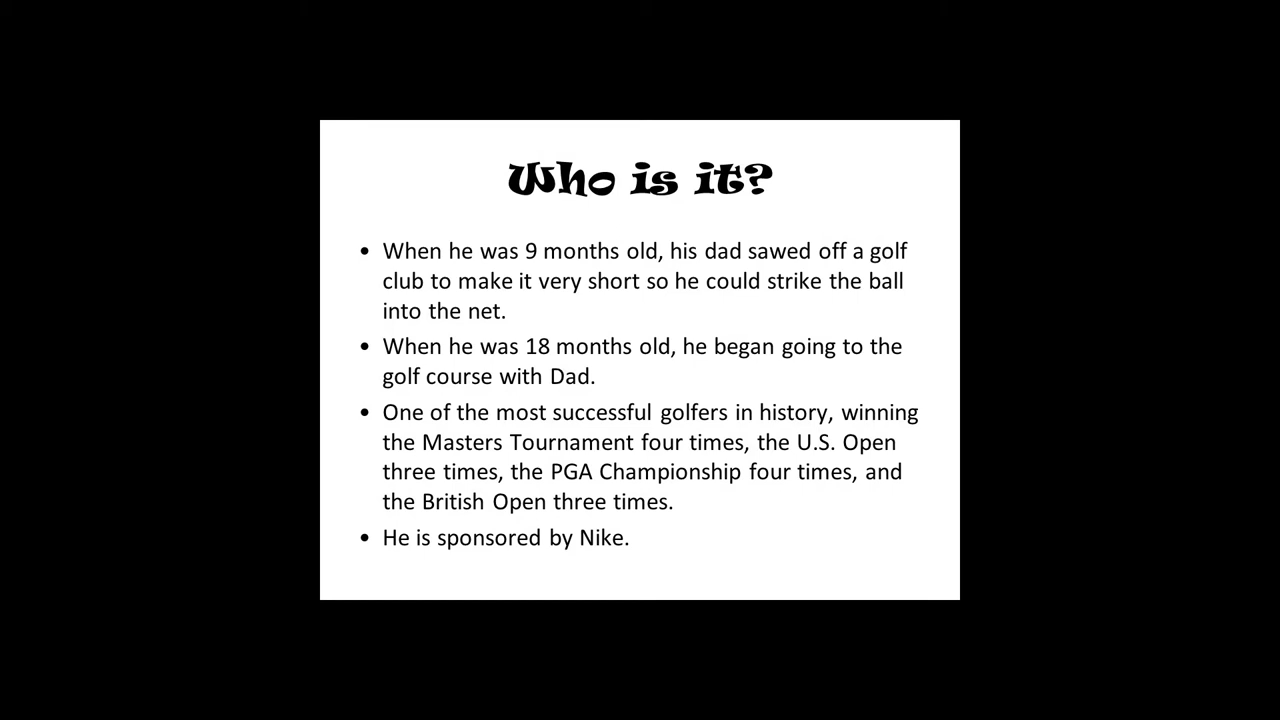 Who is it?
• When he was 9 months old, his dad sawed off a golf
club to make it very short so he could strike the ball
into the net.
• When he was 18 months old, he began going to the
golf course with Dad.
• One of the most successful golfers in history, winning
the Masters Tournament four times, the U.S. Open
three times, the PGA Championship four times, and
the British Open three times.
• He is sponsored by Nike.